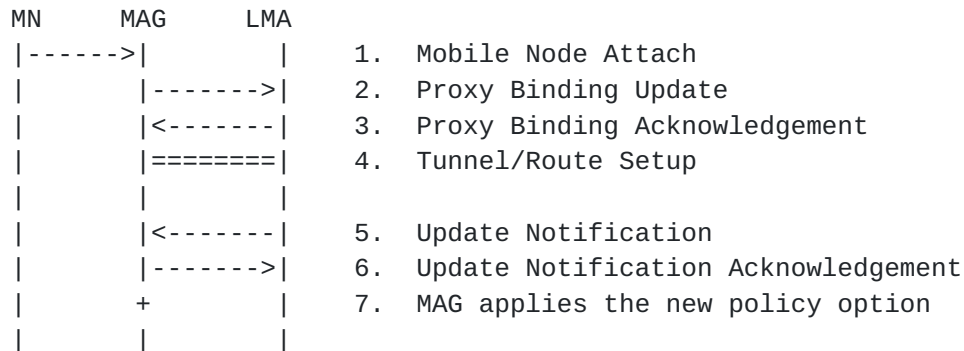 MN      MAG       LMA
|------>|         |    1.  Mobile Node Attach
|       |-------->|    2.  Proxy Binding Update
|       |<--------|    3.  Proxy Binding Acknowledgement
|       |=========|    4.  Tunnel/Route Setup
|       |         |
|       |<--------|    5.  Update Notification
|       |-------->|    6.  Update Notification Acknowledgement
|       +         |    7.  MAG applies the new policy option
|       |         |